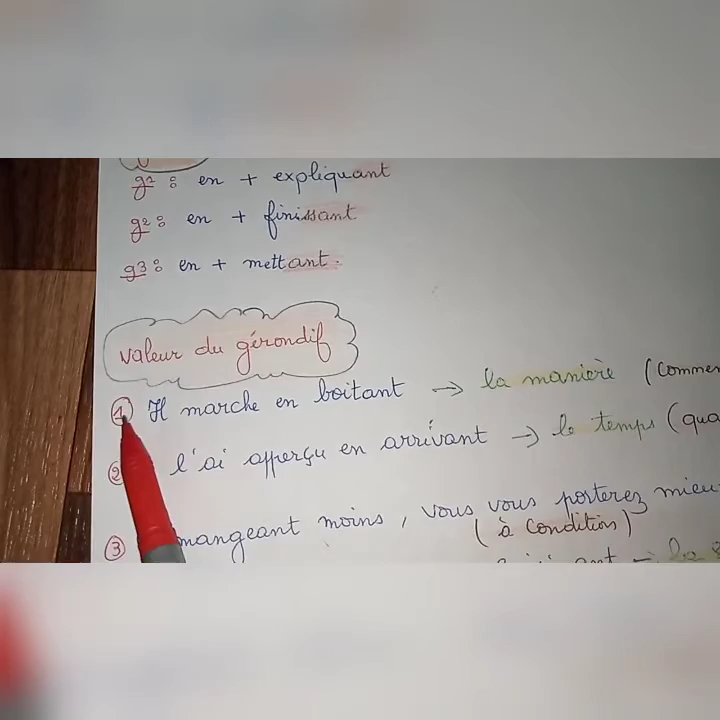 g1 : en + expliquant
g2 : en + finissant
g3 : en + mettant.
valeur du gérondif
① Il marche en boitant → la manière (Commen
② l'ai apperçu en arrivant → le temps (qua
③ mangeant moins, vous vous porterez mieu
(à condition)